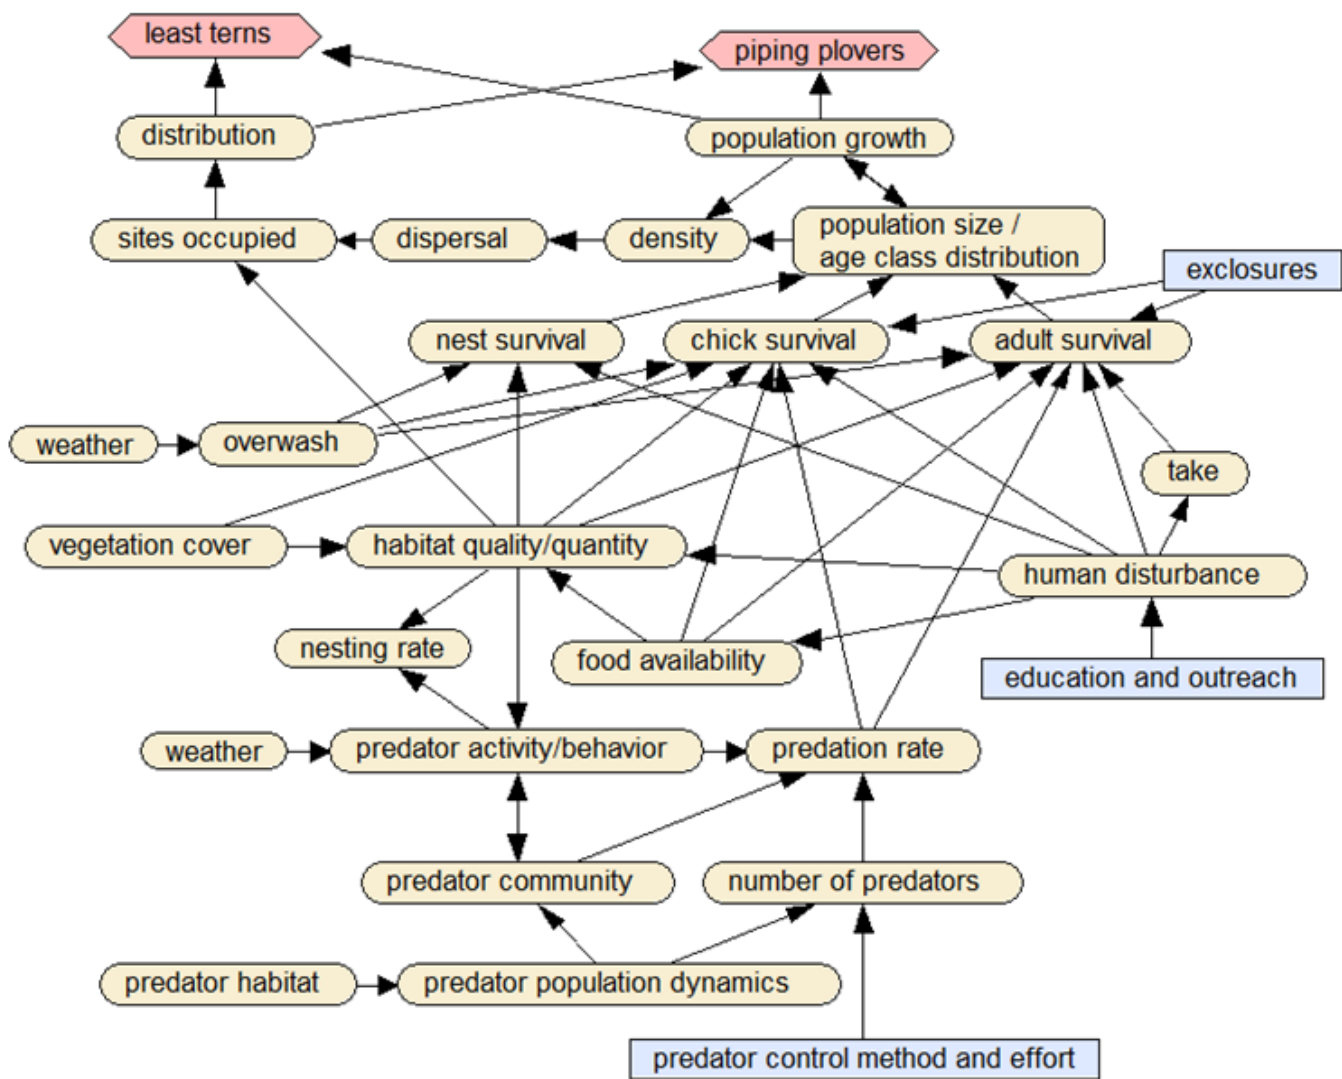 least terns
piping plovers
distribution
population growth
sites occupied
dispersal
density
population size /
age class distribution
exclosures
nest survival
chick survival
adult survival
weather
overwash
take
vegetation cover
habitat quality/quantity
human disturbance
nesting rate
food availability
education and outreach
weather
predator activity/behavior
predation rate
predator community
number of predators
predator habitat
predator population dynamics
predator control method and effort